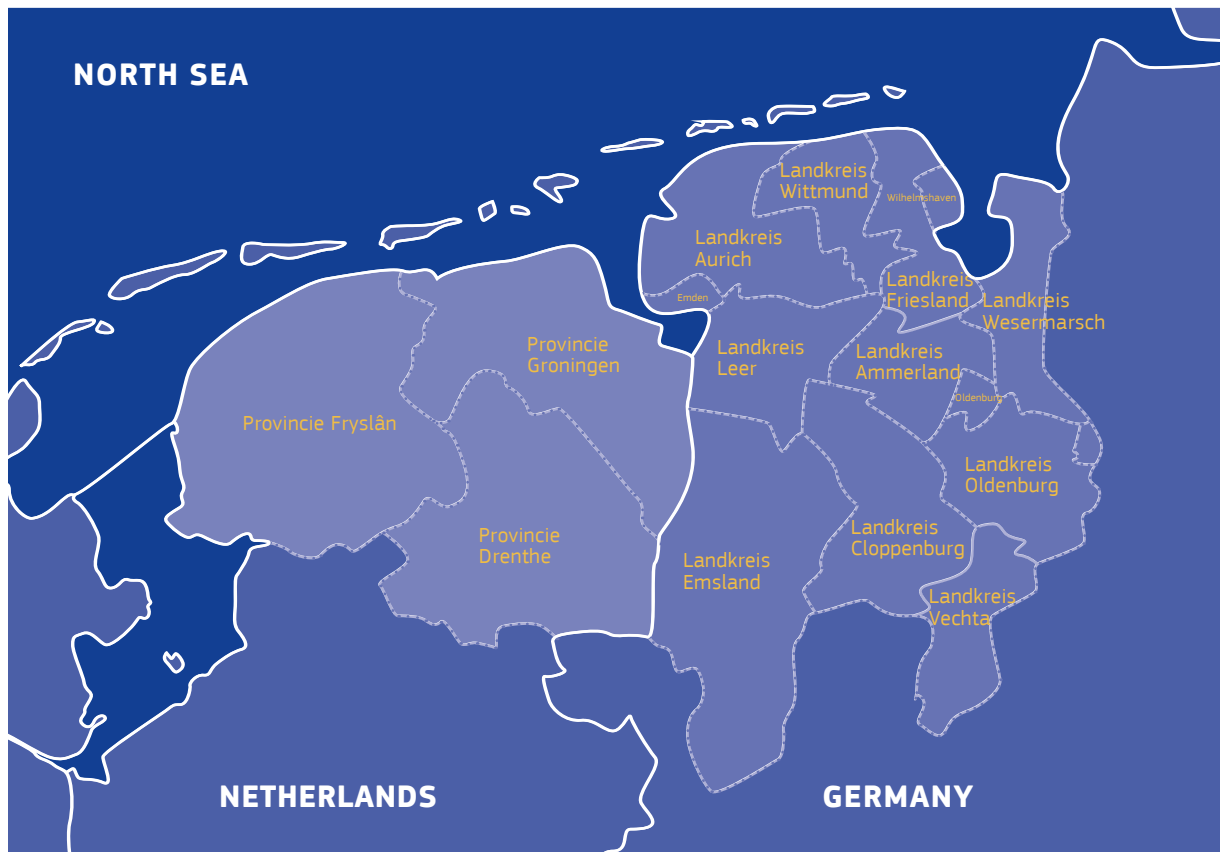 NORTH SEA
Landkreis
Wittmund
Wilhelmshaven
Landkreis
Aurich
Landkreis
Friesland
Emden
Landkreis
Wesermarsch
Provincie
Groningen
Landkreis
Leer
Landkreis
Ammerland
Oldenburg
Provincie Fryslân
Landkreis
Oldenburg
Provincie
Drenthe
Landkreis
Cloppenburg
Landkreis
Emsland
Landkreis
Vechta
NETHERLANDS
GERMANY